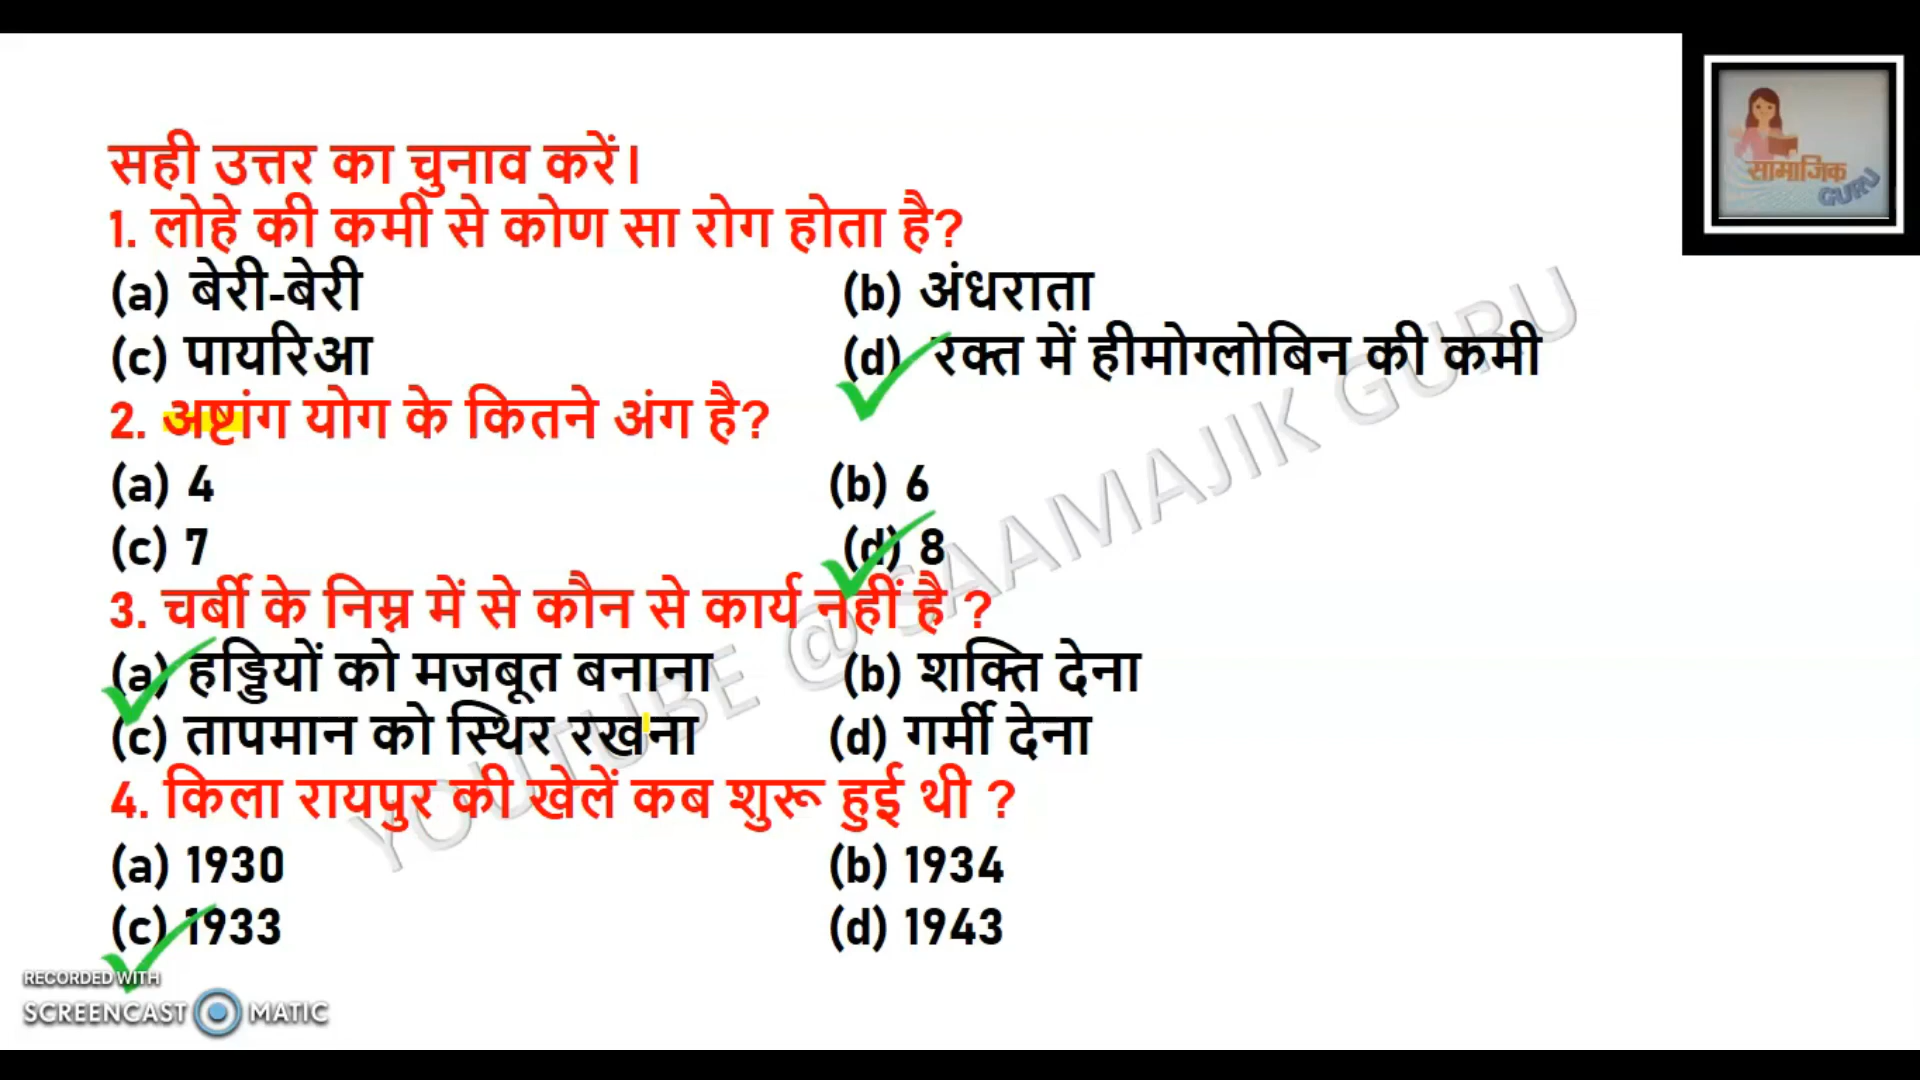 सामाजिक
GURU
सही उत्तर का चुनाव करें।
1. लोहे की कमी से कोण सा रोग होता है?
(a) बेरी-बेरी (b) अंधराता
(c) पायरिआ (d) रक्त में हीमोग्लोबिन की कमी
2. अष्टांग योग के कितने अंग है?
(a) 4 (b) 6
(c) 7 (d) 8
3. चर्बी के निम्न में से कौन से कार्य नहीं है ?
(a) हड्डियों को मजबूत बनाना (b) शक्ति देना
(c) तापमान को स्थिर रखना (d) गर्मी देना
4. किला रायपुर की खेलें कब शुरू हुई थी ?
(a) 1930 (b) 1934
(c) 1933 (d) 1943
YOUTUBE @ SAAMAJIK GURU
RECORDED WITH
SCREENCAST MATIC